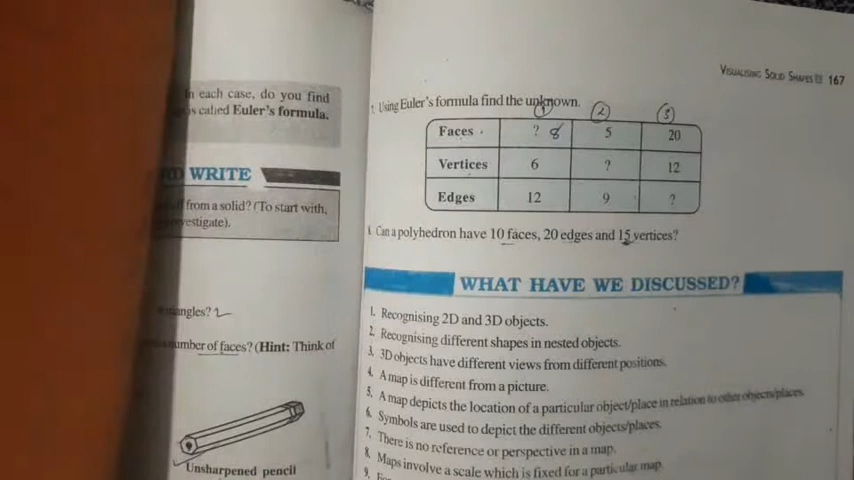 In each case, do you find
is called Euler's formula.
WRITE
from a solid? (To start with,
number of faces? (Hint: Think of
Unsharpened pencil
VISUALISING SOLID SHAPES 167
Using Euler's formula find the unknown.
1 2 3
Faces ? 8 5 20
Vertices 6 ? 12
Edges 12 9 ?
Can a polyhedron have 10 faces, 20 edges and 15 vertices?
WHAT HAVE WE DISCUSSED?
1. Recognising 2D and 3D objects.
2. Recognising different shapes in nested objects.
3. 3D objects have different views from different positions.
4. A map is different from a picture.
5. A map depicts the location of a particular object/place in relation to other objects/places.
6. Symbols are used to depict the different objects/places.
7. There is no reference or perspective in a map.
8. Maps involve a scale which is fixed for a particular map.
9.